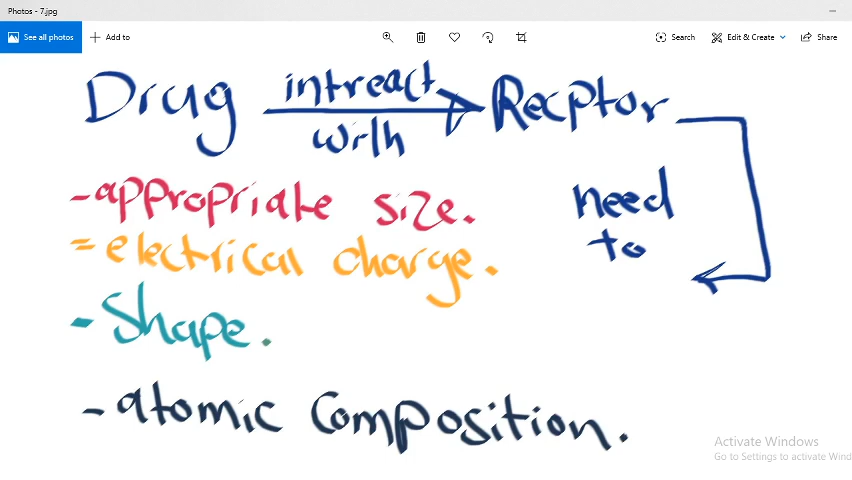 Photos - 7.jpg
See all photos
Add to
Search
Edit & Create
Share
Drug intreact with Recptor
need
to
-appropriate size.
=electrical charge.
-Shape.
-atomic Composition.
Activate Windows
Go to Settings to activate Wind